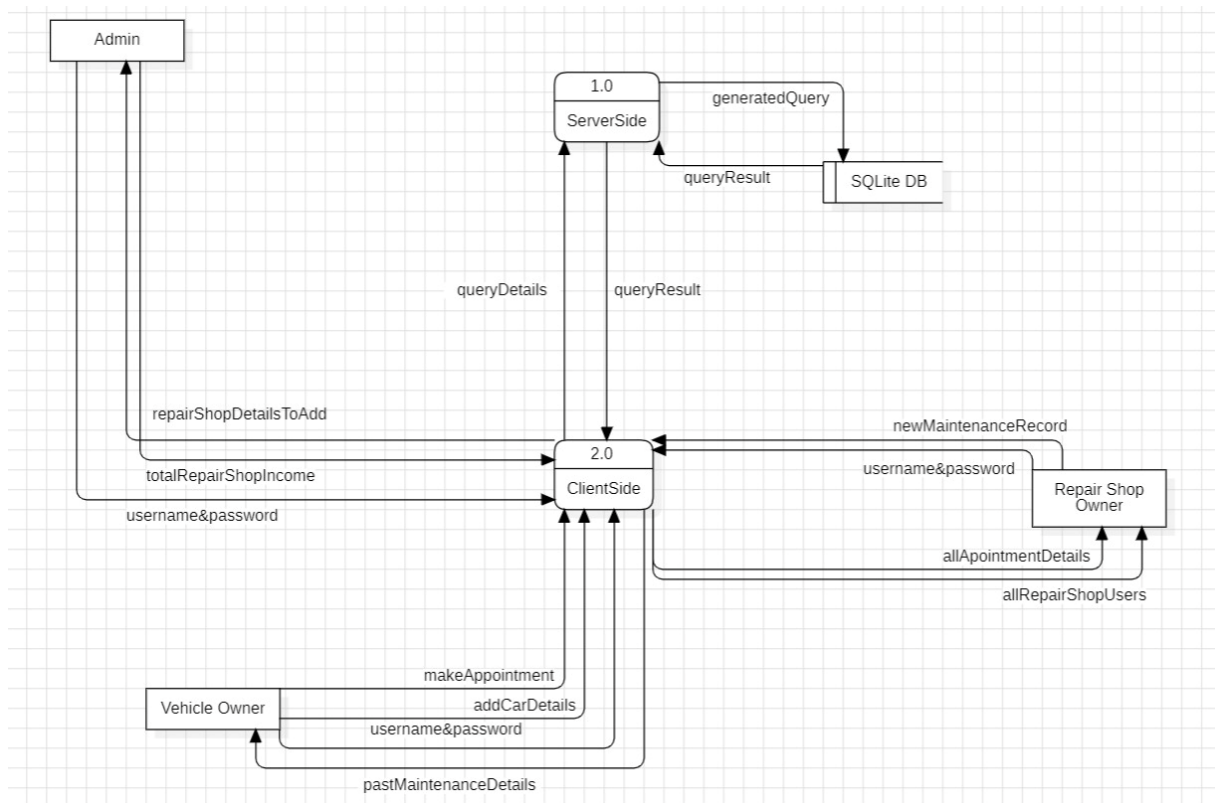 Admin
1.0
ServerSide
generatedQuery
queryResult
SQLite DB
queryDetails
queryResult
repairShopDetailsToAdd
totalRepairShopIncome
username&password
2.0
ClientSide
newMaintenanceRecord
username&password
Repair Shop
Owner
allApointmentDetails
allRepairShopUsers
makeAppointment
Vehicle Owner
addCarDetails
username&password
pastMaintenanceDetails